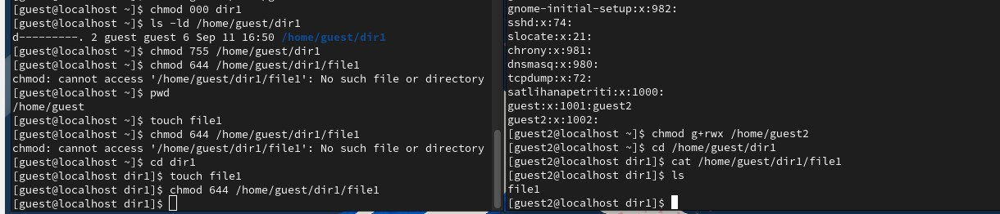 [guest@localhost ~]$ chmod 000 dir1
[guest@localhost ~]$ ls -ld /home/guest/dir1
d---------. 2 guest guest 6 Sep 11 16:50 /home/guest/dir1
[guest@localhost ~]$ chmod 755 /home/guest/dir1
[guest@localhost ~]$ chmod 644 /home/guest/dir1/file1
chmod: cannot access '/home/guest/dir1/file1': No such file or directory
[guest@localhost ~]$ pwd
/home/guest
[guest@localhost ~]$ touch file1
[guest@localhost ~]$ chmod 644 /home/guest/dir1/file1
chmod: cannot access '/home/guest/dir1/file1': No such file or directory
[guest@localhost ~]$ cd dir1
[guest@localhost dir1]$ touch file1
[guest@localhost dir1]$ chmod 644 /home/guest/dir1/file1
[guest@localhost dir1]$
gnome-initial-setup:x:982:
sshd:x:74:
slocate:x:21:
chrony:x:981:
dnsmasq:x:980:
tcpdump:x:72:
satlihanapetriti:x:1000:
guest:x:1001:guest2
guest2:x:1002:
[guest2@localhost ~]$ chmod g+rwx /home/guest2
[guest2@localhost ~]$ cd /home/guest/dir1
[guest2@localhost dir1]$ cat /home/guest/dir1/file1
[guest2@localhost dir1]$ ls
file1
[guest2@localhost dir1]$